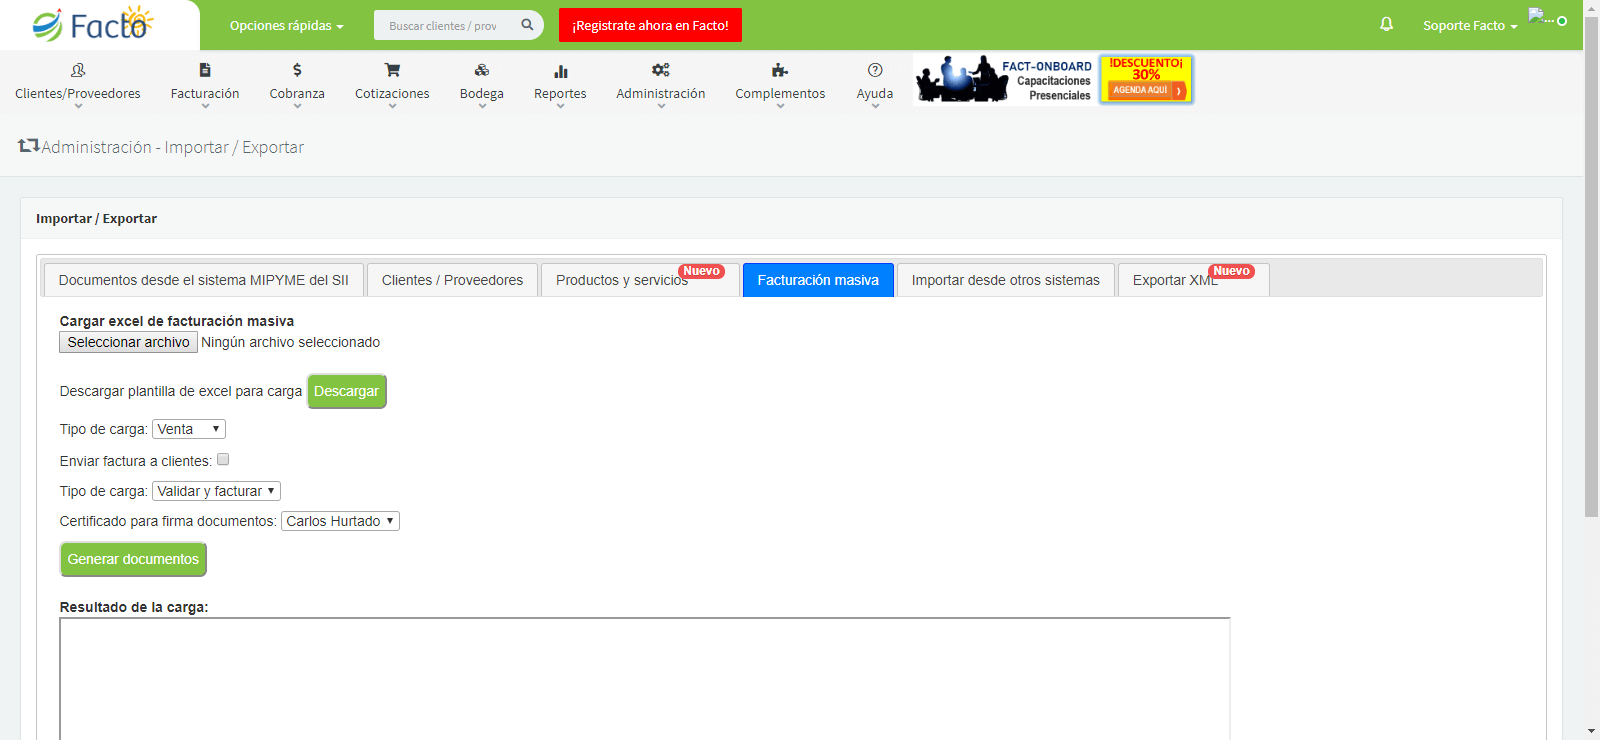 Facto
Opciones rápidas
Buscar clientes / prov
¡Registrate ahora en Facto!
Soporte Facto
...
Clientes/Proveedores
Facturación
Cobranza
Cotizaciones
Bodega
Reportes
Administración
Complementos
Ayuda
FACT-ONBOARD
Capacitaciones
Presenciales
!DESCUENTO¡
30%
AGENDA AQUI
Administración - Importar / Exportar
Importar / Exportar
Documentos desde el sistema MIPYME del SII
Clientes / Proveedores
Productos y servicios
Nuevo
Facturación masiva
Importar desde otros sistemas
Exportar XML
Nuevo
Cargar excel de facturación masiva
Seleccionar archivo Ningún archivo seleccionado
Descargar plantilla de excel para carga Descargar
Tipo de carga: Venta
Enviar factura a clientes:
Tipo de carga: Validar y facturar
Certificado para firma documentos: Carlos Hurtado
Generar documentos
Resultado de la carga: